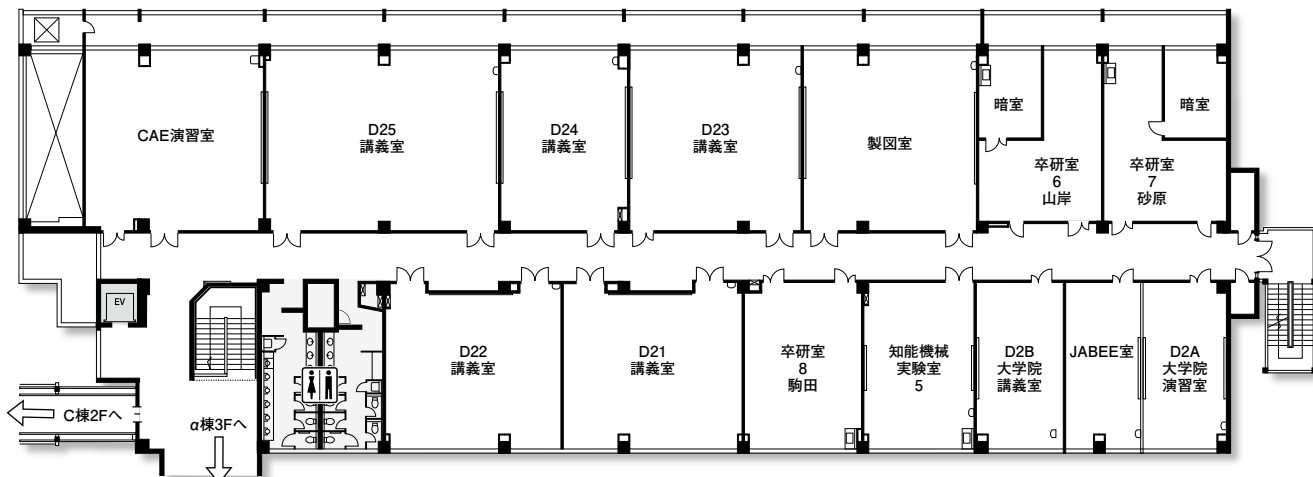 CAE演習室
D25
講義室
D24
講義室
D23
講義室
製図室
暗室
卒研室
6
山岸
卒研室
7
砂原
暗室
EV
D22
講義室
D21
講義室
卒研室
8
駒田
知能機械
実験室
5
D2B
大学院
講義室
JABEE室
D2A
大学院
演習室
C棟2Fへ
α棟3Fへ